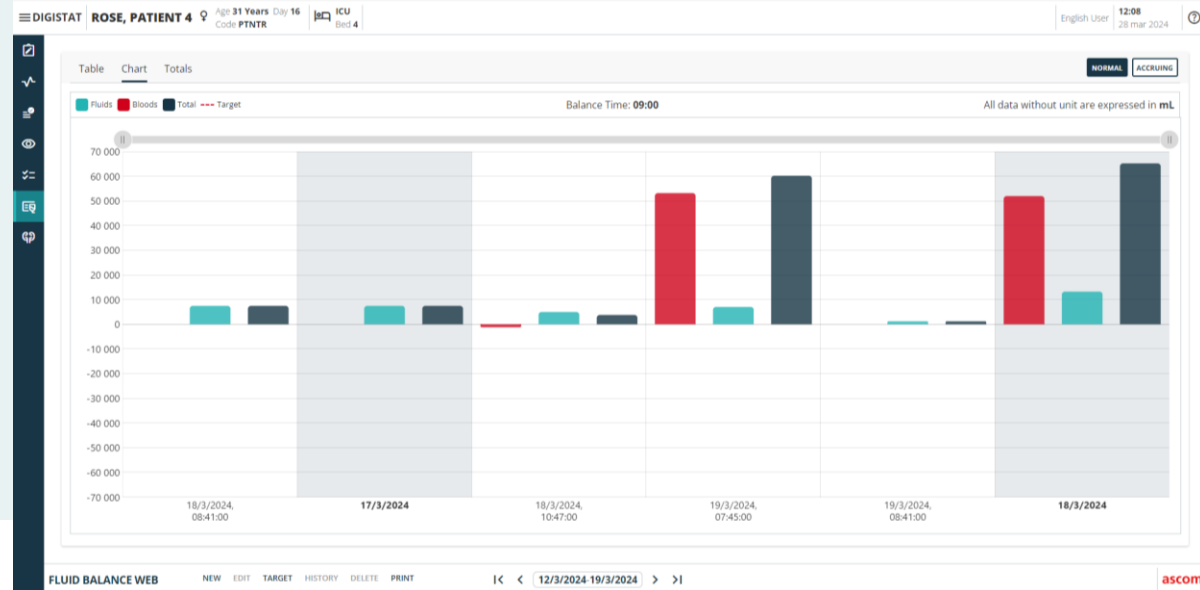 DIGISTAT ROSE, PATIENT 4 Age 31 Years Day 16 ICU English User 12:08
Code PTNTR Bed 4 28 mar 2024
Table Chart Totals NORMAL ACCRUING
Fluids Bloods Total Target Balance Time: 09:00 All data without unit are expressed in mL
70 000
60 000
50 000
40 000
30 000
20 000
10 000
0
-10 000
-20 000
-30 000
-40 000
-50 000
-60 000
-70 000
18/3/2024, 17/3/2024 18/3/2024, 19/3/2024, 19/3/2024, 18/3/2024
08:41:00 10:47:00 07:45:00 08:41:00
FLUID BALANCE WEB NEW EDIT TARGET HISTORY DELETE PRINT 12/3/2024-19/3/2024 ascom